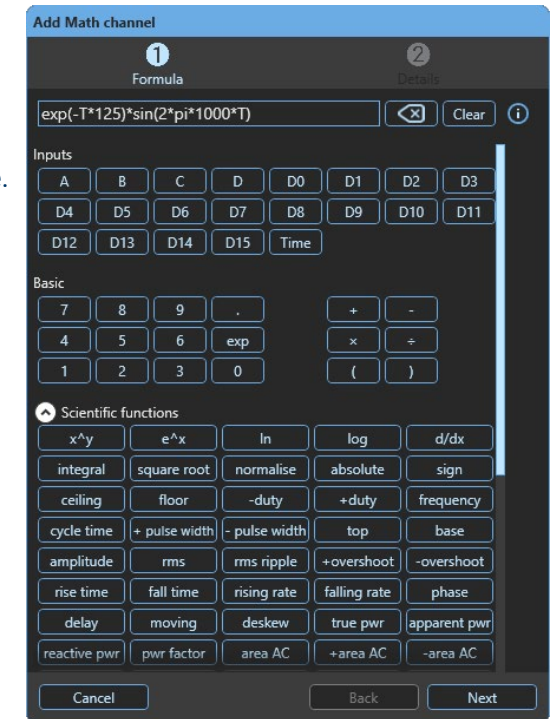 Add Math channel
1 2
Formula Details
exp(-T*125)*sin(2*pi*1000*T) Clear i
Inputs
A B C D D0 D1 D2 D3
D4 D5 D6 D7 D8 D9 D10 D11
D12 D13 D14 D15 Time
Basic
7 8 9 . + -
4 5 6 exp × ÷
1 2 3 0 ( )
Scientific functions
x^y e^x ln log d/dx
integral square root normalise absolute sign
ceiling floor -duty +duty frequency
cycle time + pulse width - pulse width top base
amplitude rms rms ripple +overshoot -overshoot
rise time fall time rising rate falling rate phase
delay moving deskew true pwr apparent pwr
reactive pwr pwr factor area AC +area AC -area AC
Cancel Back Next